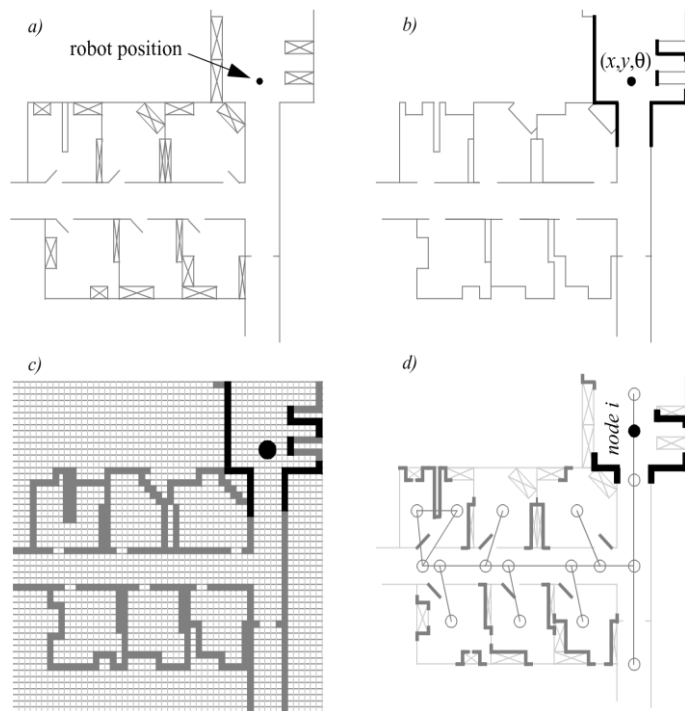 a)
robot position
b)
(x,y,θ)
c)
d)
node i